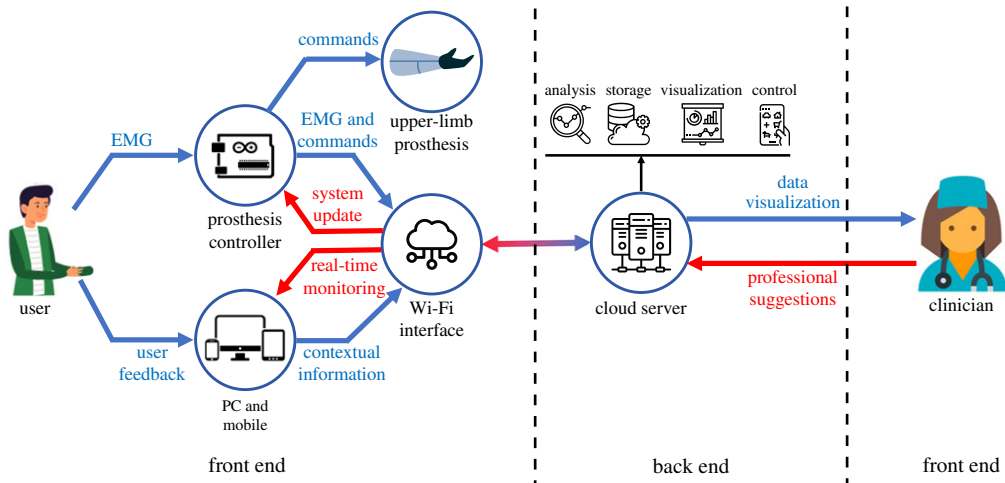 commands
analysis storage visualization control
EMG
EMG and
commands
upper-limb
prosthesis
system
update
prosthesis
controller
data
visualization
real-time
monitoring
professional
suggestions
user
Wi-Fi
interface
cloud server
clinician
user
feedback
contextual
information
PC and
mobile
front end
back end
front end